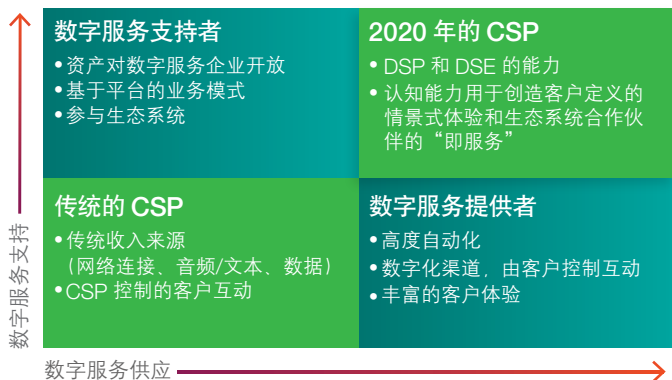 数字服务支持者
•资产对数字服务企业开放
•基于平台的业务模式
•参与生态系统
2020 年的 CSP
• DSP 和 DSE 的能力
• 认知能力用于创造客户定义的
情景式体验和生态系统合作伙
伴的“即服务”
传统的 CSP
•传统收入来源
（网络连接、音频/文本、数据）
•CSP 控制的客户互动
数字服务提供者
•高度自动化
•数字化渠道，由客户控制互动
•丰富的客户体验
数字服务支持
数字服务供应